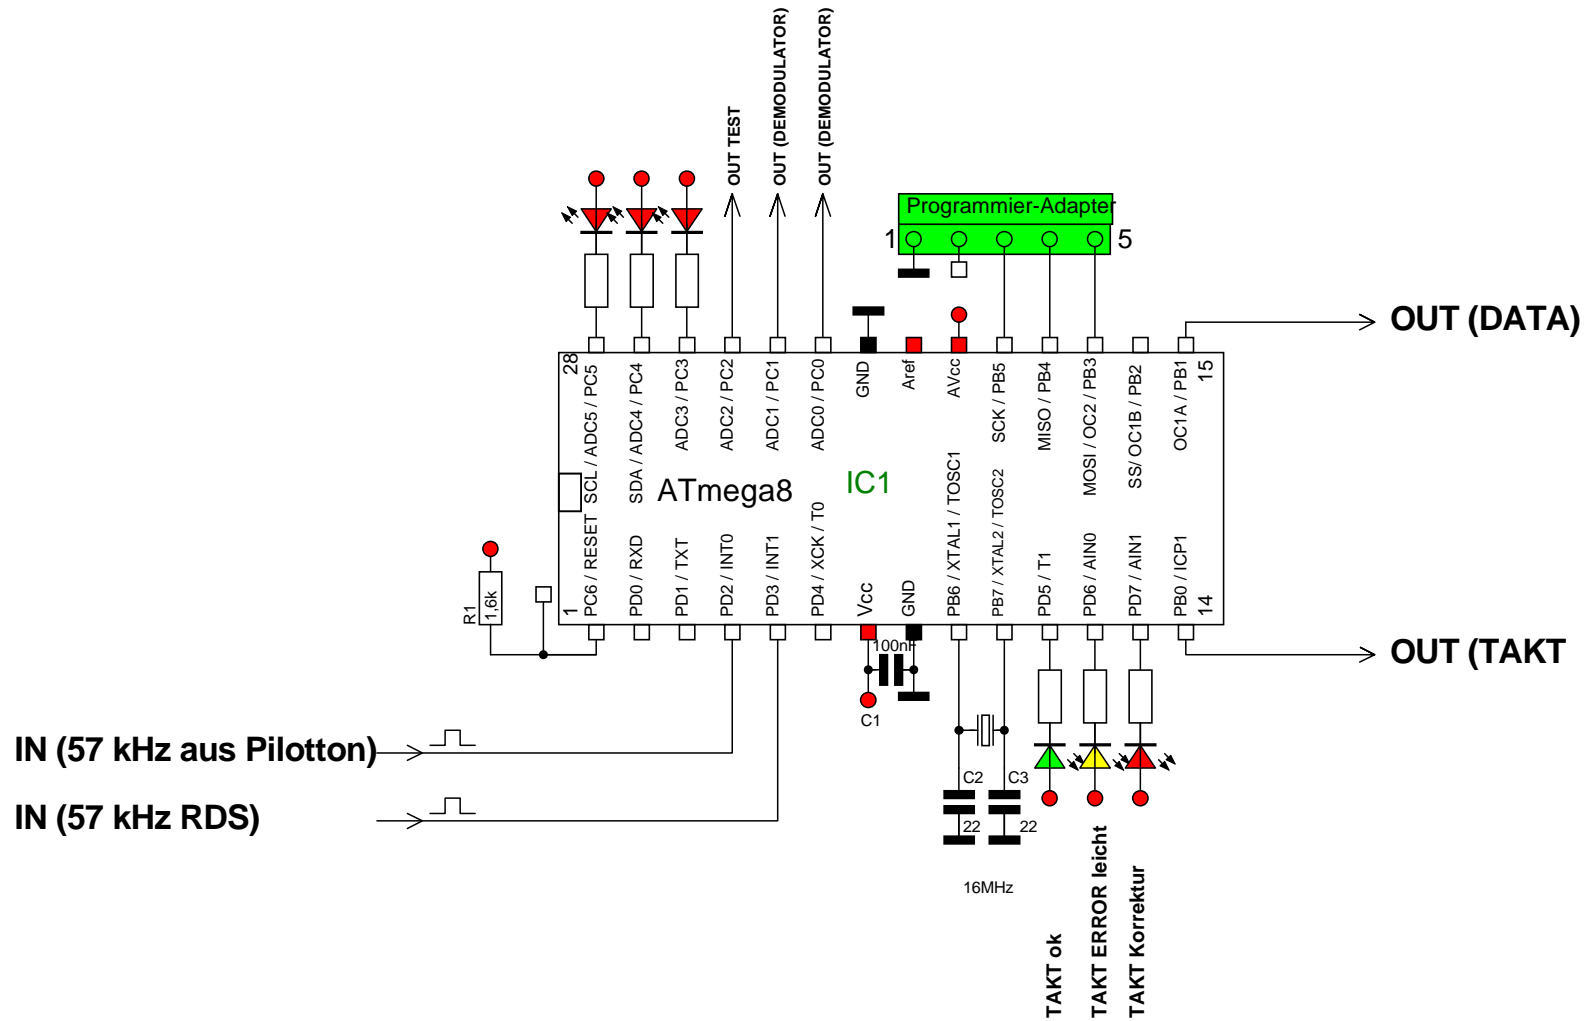 OUT TEST
OUT (DEMODULATOR)
OUT (DEMODULATOR)
Programmier-Adapter
1
5
OUT (DATA)
28
SCL / ADC5 / PC5
SDA / ADC4 / PC4
ADC3 / PC3
ADC2 / PC2
ADC1 / PC1
ADC0 / PC0
GND
Aref
AVcc
SCK / PB5
MISO / PB4
MOSI / OC2 / PB3
SS/ OC1B / PB2
OC1A / PB1
15
ATmega8
IC1
1
PC6 / RESET
PD0 / RXD
PD1 / TXT
PD2 / INT0
PD3 / INT1
PD4 / XCK / T0
Vcc
GND
PB6 / XTAL1 / TOSC1
PB7 / XTAL2 / TOSC2
PD5 / T1
PD6 / AIN0
PD7 / AIN1
PB0 / ICP1
14
R1
1,6k
100nF
C1
OUT (TAKT
IN (57 kHz aus Pilotton)
IN (57 kHz RDS)
C2
C3
22
22
16MHz
TAKT ok
TAKT ERROR leicht
TAKT Korrektur